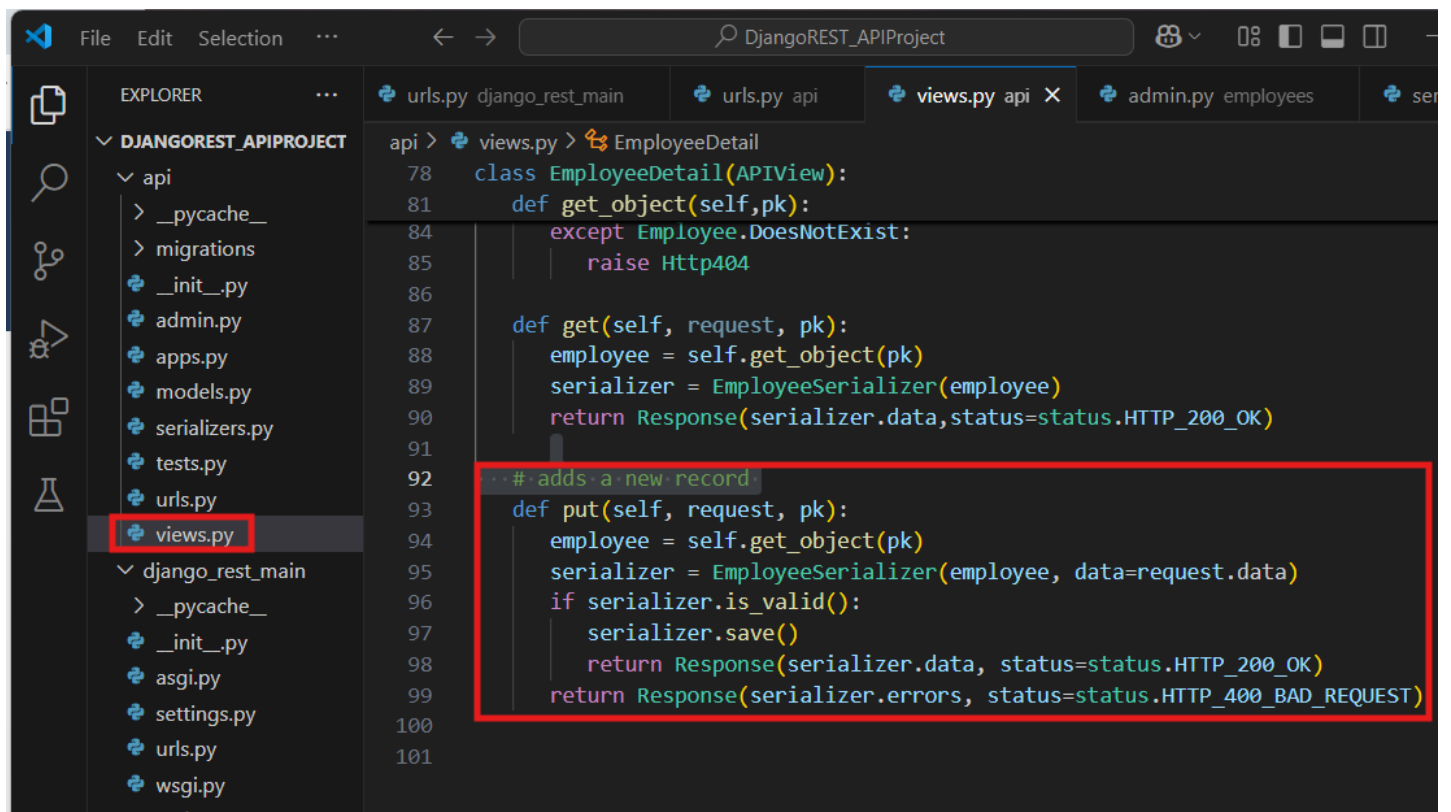 File Edit Selection ··· DjangoREST_APIProject
EXPLORER ···
DJANGOREST_APIPROJECT
api
__pycache__
migrations
__init__.py
admin.py
apps.py
models.py
serializers.py
tests.py
urls.py
views.py
django_rest_main
__pycache__
__init__.py
asgi.py
settings.py
urls.py
wsgi.py
urls.py django_rest_main urls.py api views.py api admin.py employees ser
api > views.py > EmployeeDetail
78 class EmployeeDetail(APIView):
81 def get_object(self,pk):
84 except Employee.DoesNotExist:
85 raise Http404
86
87 def get(self, request, pk):
88 employee = self.get_object(pk)
89 serializer = EmployeeSerializer(employee)
90 return Response(serializer.data,status=status.HTTP_200_OK)
91
92 # adds a new record
93 def put(self, request, pk):
94 employee = self.get_object(pk)
95 serializer = EmployeeSerializer(employee, data=request.data)
96 if serializer.is_valid():
97 serializer.save()
98 return Response(serializer.data, status=status.HTTP_200_OK)
99 return Response(serializer.errors, status=status.HTTP_400_BAD_REQUEST)
100
101